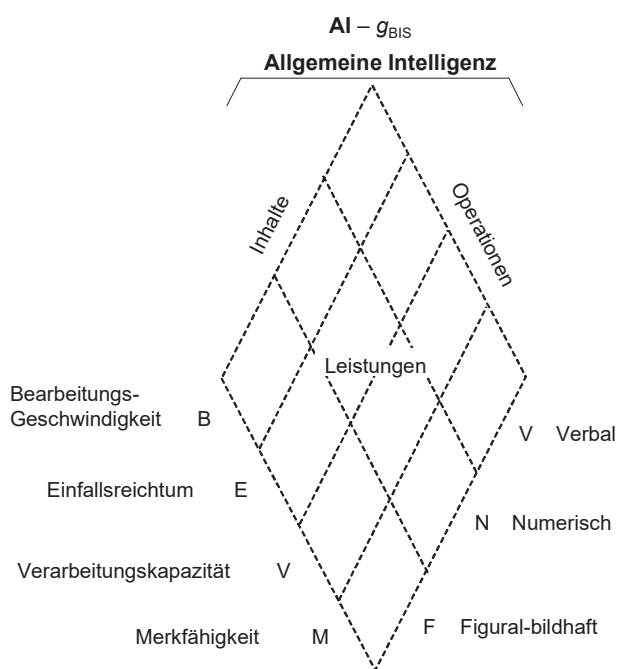 AI – gBIS
Allgemeine Intelligenz
Inhalte
Operationen
Leistungen
Bearbeitungs-
Geschwindigkeit B
V Verbal
Einfallsreichtum E
N Numerisch
Verarbeitungskapazität V
Merkfähigkeit M
F Figural-bildhaft